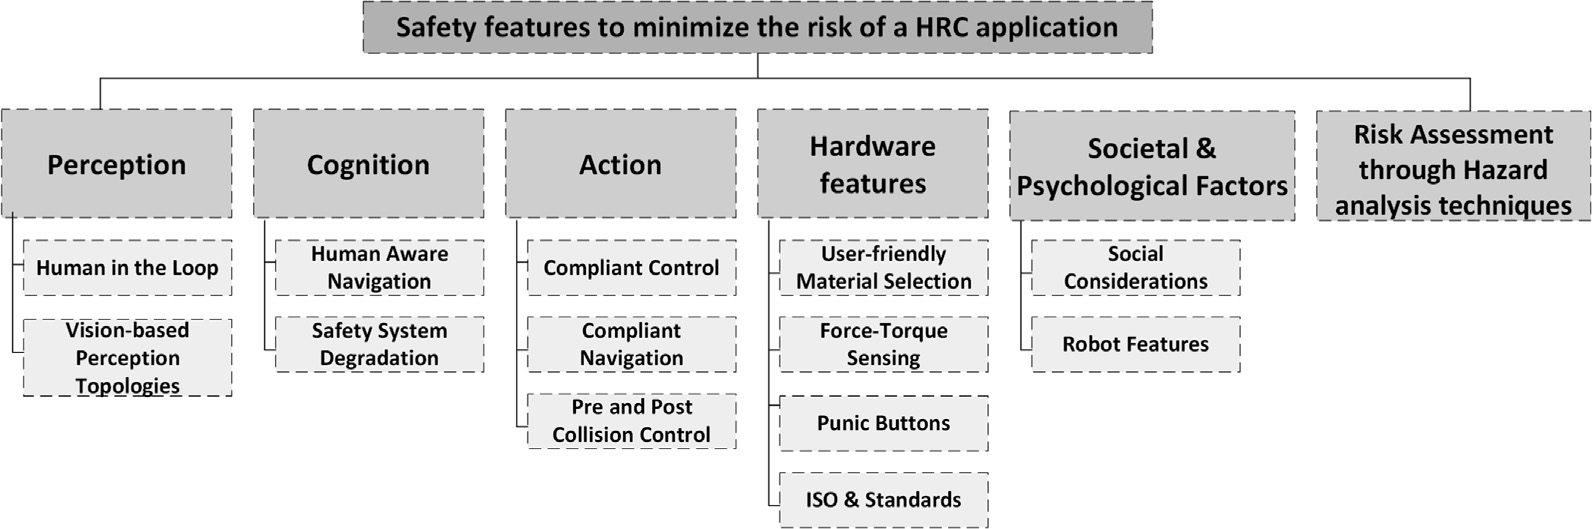 Safety features to minimize the risk of a HRC application
Perception
Human in the Loop
Vision-based
Perception
Topologies
Cognition
Human Aware
Navigation
Safety System
Degradation
Action
Compliant Control
Compliant
Navigation
Pre and Post
Collision Control
Hardware
features
User-friendly
Material Selection
Force-Torque
Sensing
Punic Buttons
ISO & Standards
Societal &
Psychological Factors
Social
Considerations
Robot Features
Risk Assessment
through Hazard
analysis techniques